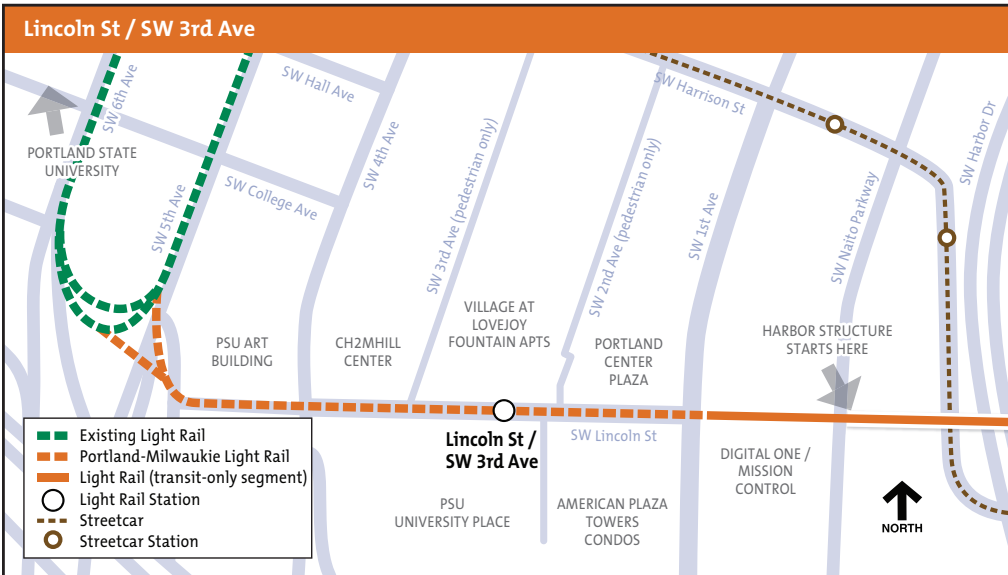 Lincoln St / SW 3rd Ave
SW 6th Ave
SW Hall Ave
SW Harrison St
SW Harbor Dr
PORTLAND STATE
UNIVERSITY
SW 4th Ave
SW College Ave
SW 5th Ave
SW 3rd Ave (pedestrian only)
SW 2nd Ave (pedestrian only)
SW 1st Ave
SW Naito Parkway
VILLAGE AT
LOVEJOY
FOUNTAIN APTS
PSU ART
BUILDING
CH2MHILL
CENTER
PORTLAND
CENTER
PLAZA
HARBOR STRUCTURE
STARTS HERE
Lincoln St /
SW 3rd Ave
SW Lincoln St
DIGITAL ONE /
MISSION
CONTROL
PSU
UNIVERSITY PLACE
AMERICAN PLAZA
TOWERS
CONDOS
NORTH
Existing Light Rail
Portland-Milwaukie Light Rail
Light Rail (transit-only segment)
Light Rail Station
Streetcar
Streetcar Station